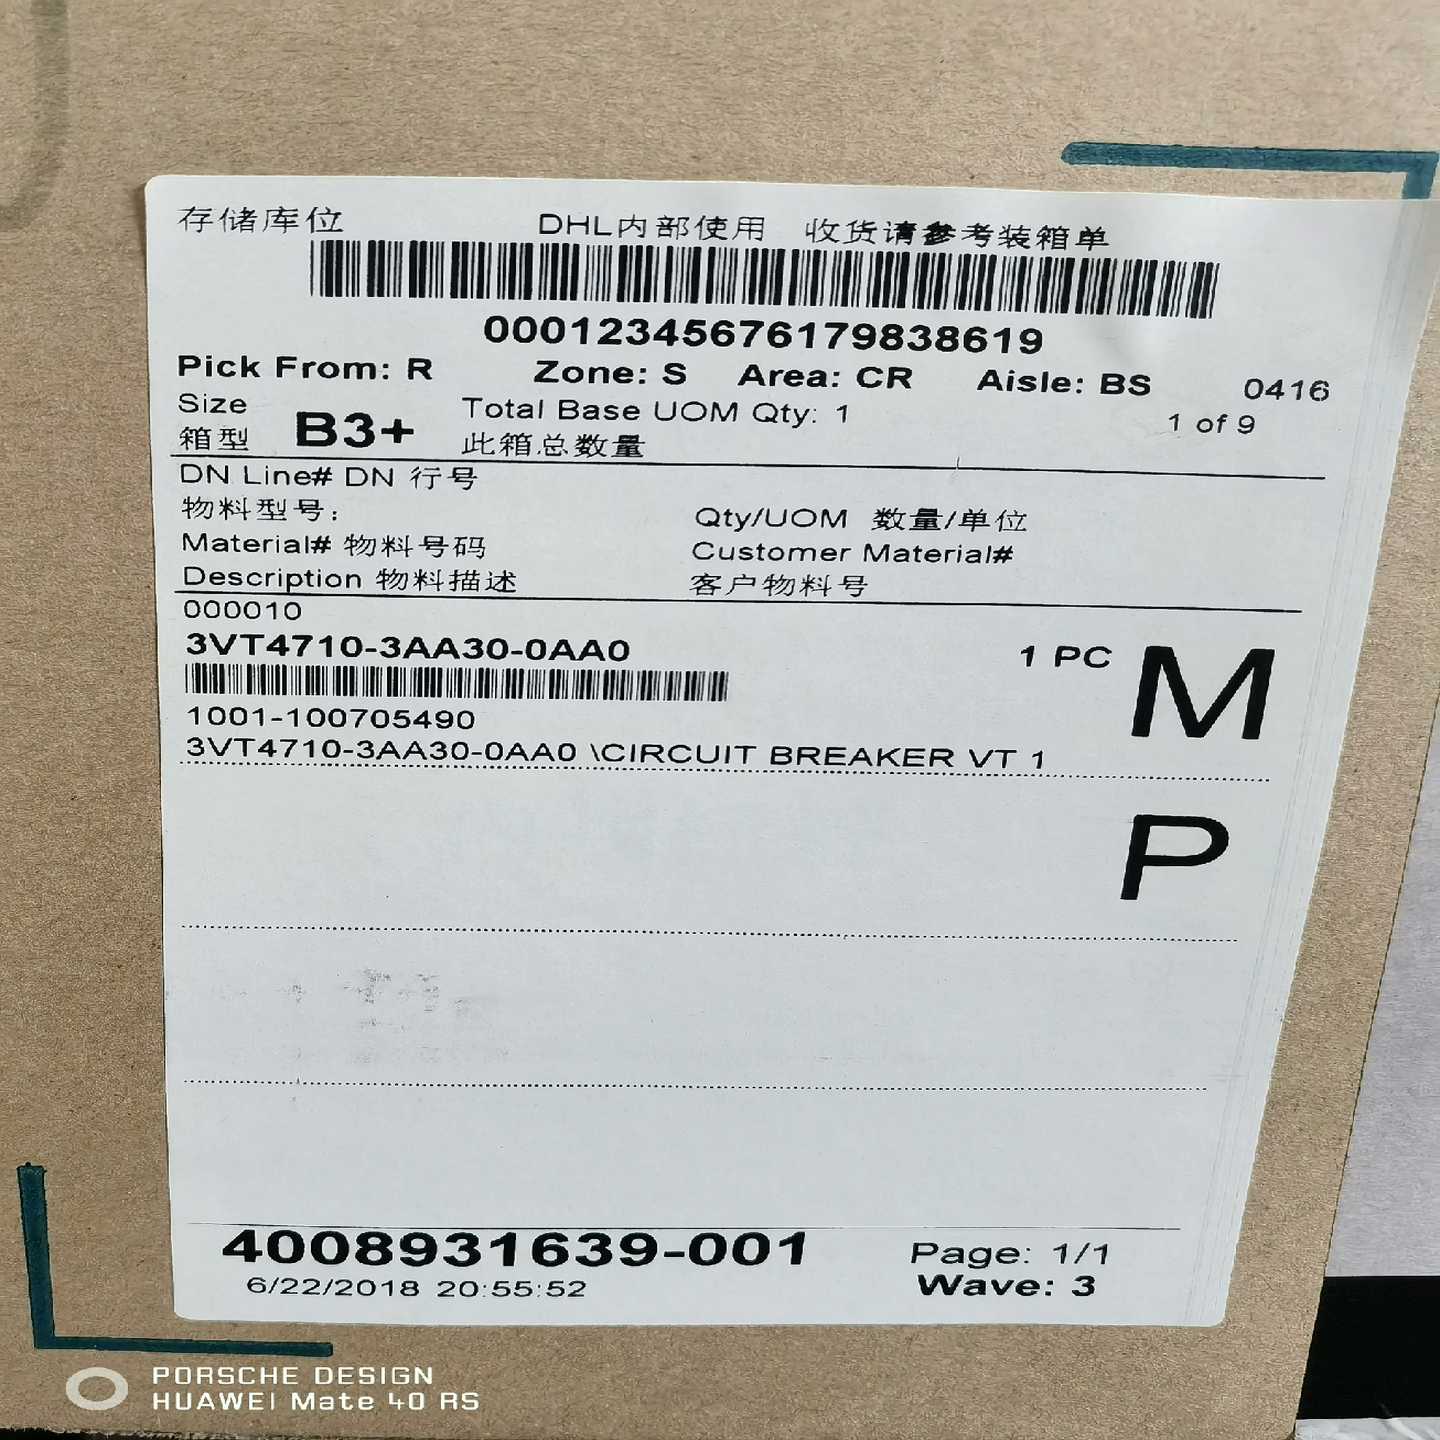 存储库位 DHL内部使用 收货请参考装箱单
00012345676179838619
Pick From: R Zone: S Area: CR Aisle: BS 0416
Size Total Base UOM Qty: 1 1 of 9
箱型 B3+ 此箱总数量
DN Line# DN 行号
物料型号: Qty/UOM 数量/单位
Material# 物料号码 Customer Material#
Description 物料描述 客户物料号
000010
3VT4710-3AA30-0AA0 1 PC M
1001-100705490
3VT4710-3AA30-0AA0 \CIRCUIT BREAKER VT 1
P
4008931639-001 Page: 1/1
6/22/2018 20:55:52 Wave: 3
PORSCHE DESIGN
HUAWEI Mate 40 RS